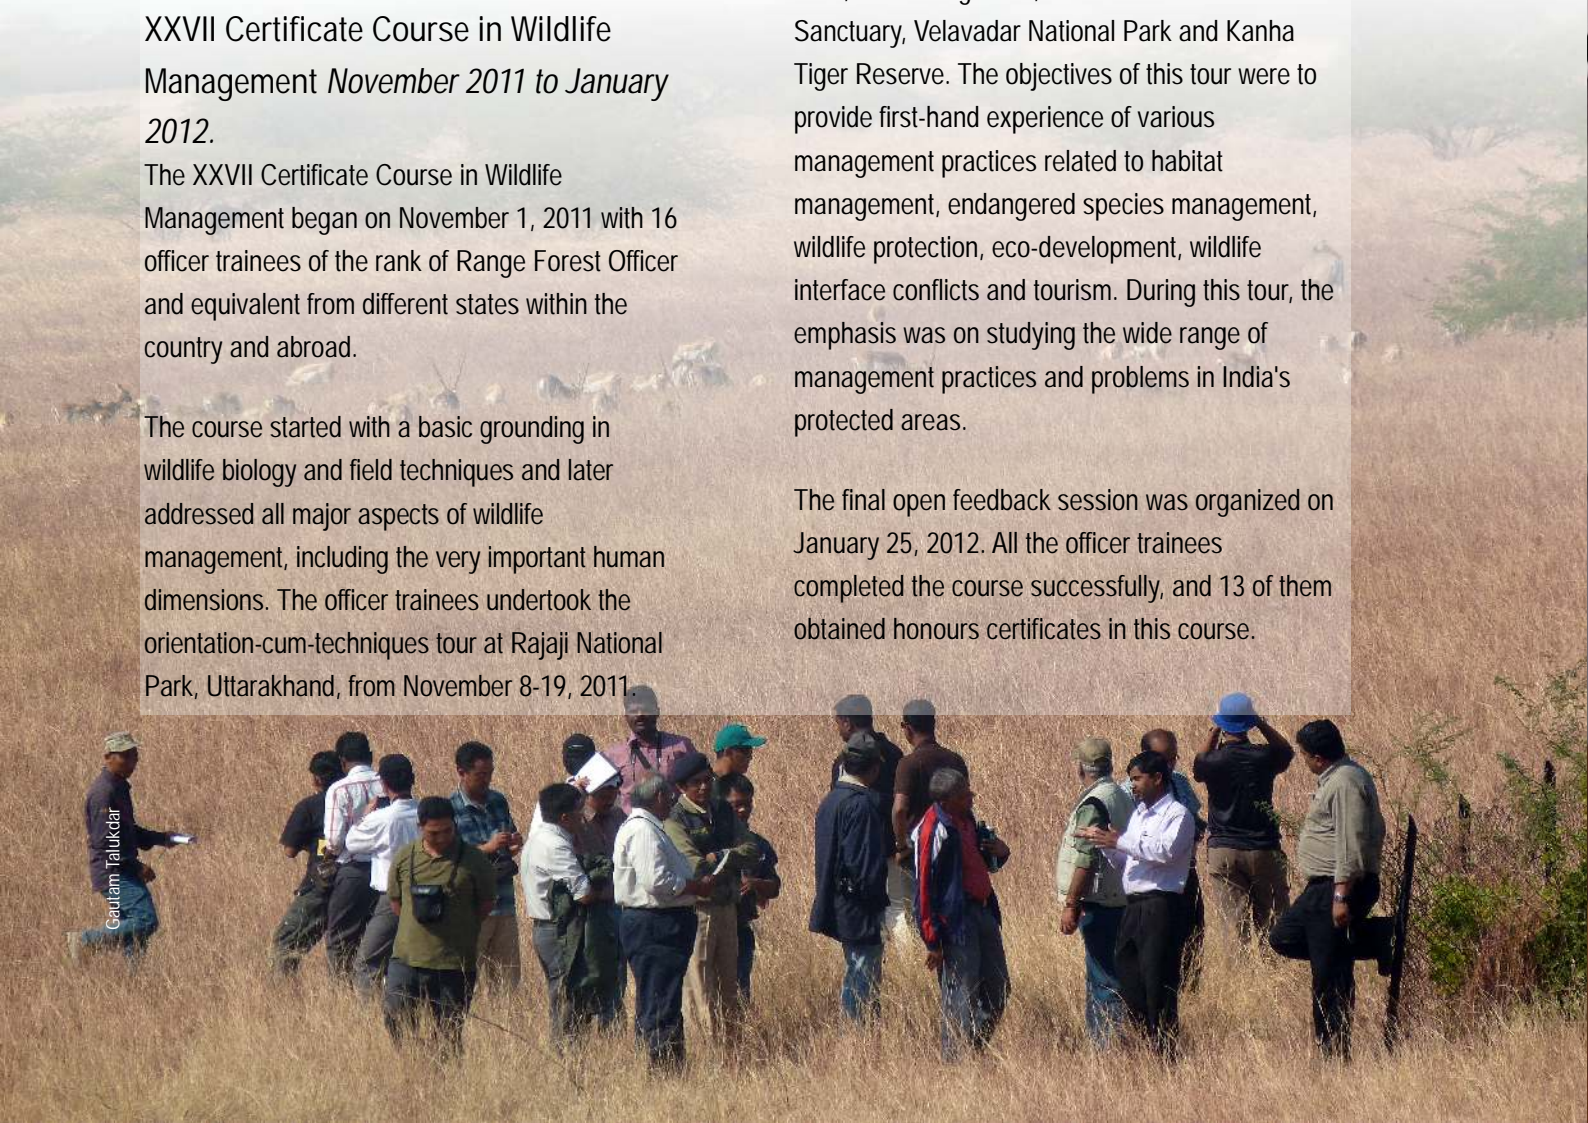 XXVII Certificate Course in Wildlife
Management November 2011 to January
2012.
The XXVII Certificate Course in Wildlife
Management began on November 1, 2011 with 16
officer trainees of the rank of Range Forest Officer
and equivalent from different states within the
country and abroad.
The course started with a basic grounding in
wildlife biology and field techniques and later
addressed all major aspects of wildlife
management, including the very important human
dimensions. The officer trainees undertook the
orientation-cum-techniques tour at Rajaji National
Park, Uttarakhand, from November 8-19, 2011.
Sanctuary, Velavadar National Park and Kanha
Tiger Reserve. The objectives of this tour were to
provide first-hand experience of various
management practices related to habitat
management, endangered species management,
wildlife protection, eco-development, wildlife
interface conflicts and tourism. During this tour, the
emphasis was on studying the wide range of
management practices and problems in India's
protected areas.
The final open feedback session was organized on
January 25, 2012. All the officer trainees
completed the course successfully, and 13 of them
obtained honours certificates in this course.
Gautam Talukdar